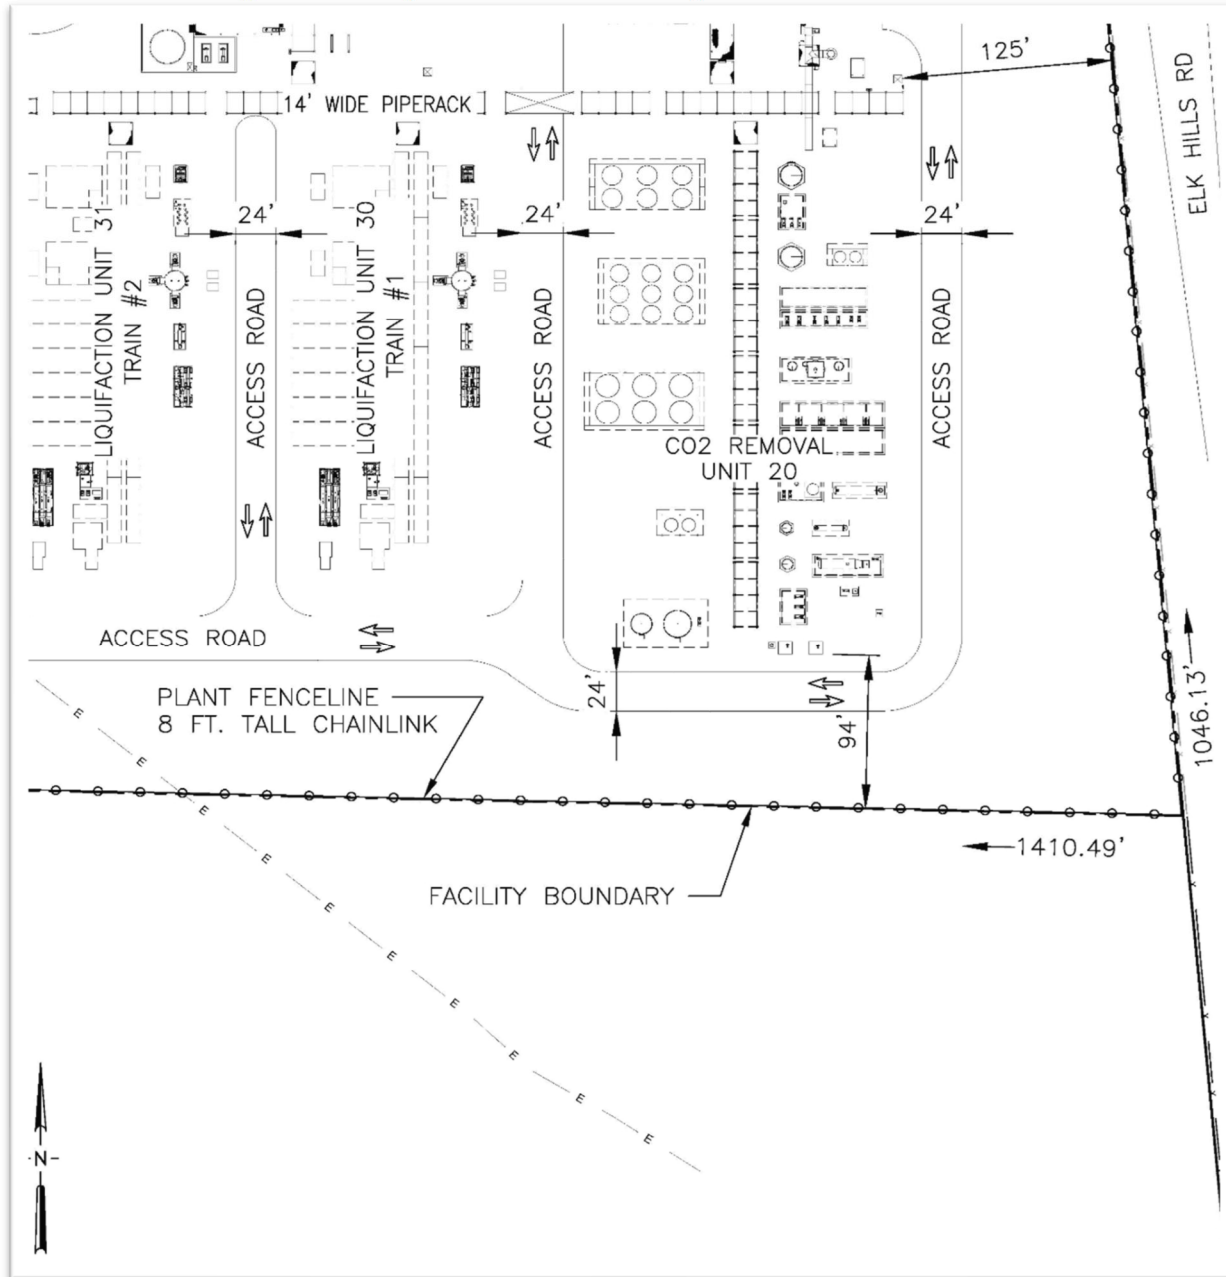 125'
ELK HILLS RD
14' WIDE PIPERACK
24'
24'
24'
LIQUIFACTION UNIT 31
TRAIN #2
ACCESS ROAD
LIQUIFACTION UNIT 30
TRAIN #1
ACCESS ROAD
ACCESS ROAD
CO2 REMOVAL
UNIT 20
ACCESS ROAD
24'
94'
1046.13'
PLANT FENCELINE
8 FT. TALL CHAINLINK
E
E
E
1410.49'
E
FACILITY BOUNDARY
E
E
E
E
E
E
-N-